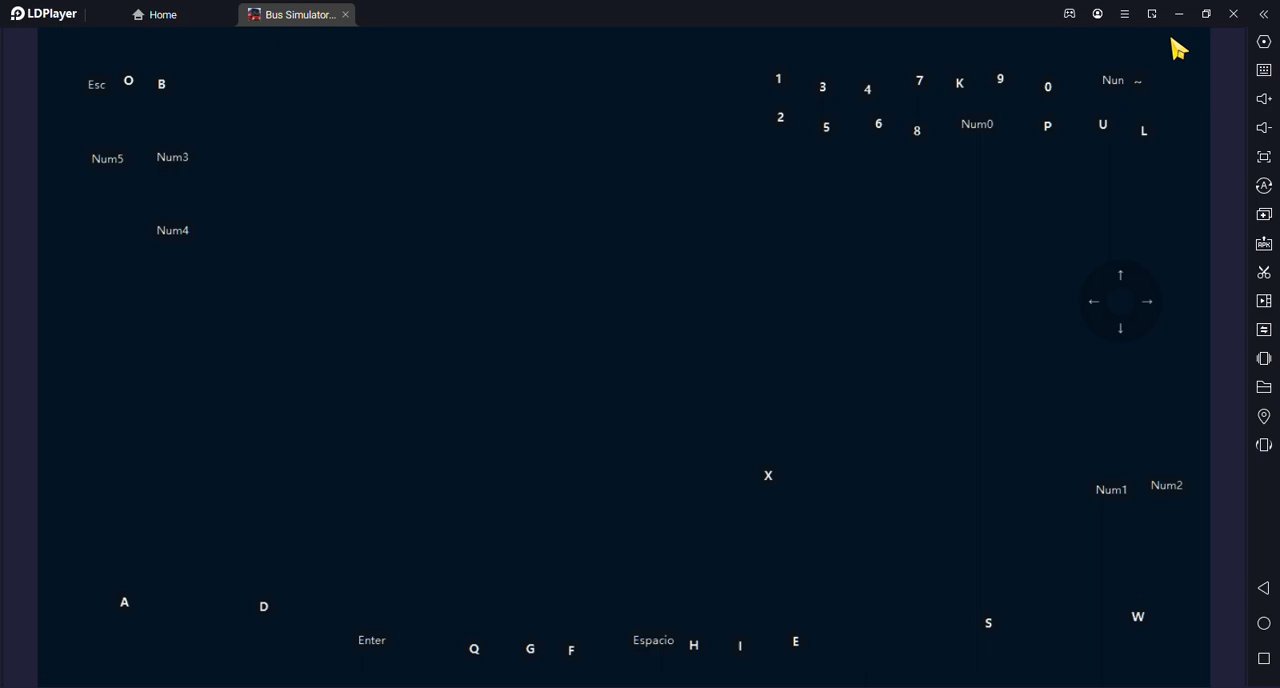 LDPlayer
Home
Bus Simulator...
Esc O B
1 3 4 7 K 9 0 Nun ~
2 5 6 8 Num0 P U L
Num5 Num3
Num4
↑
← →
↓
X
Num1 Num2
A D
S W
Enter Q G F Espacio H I E
A
RPK